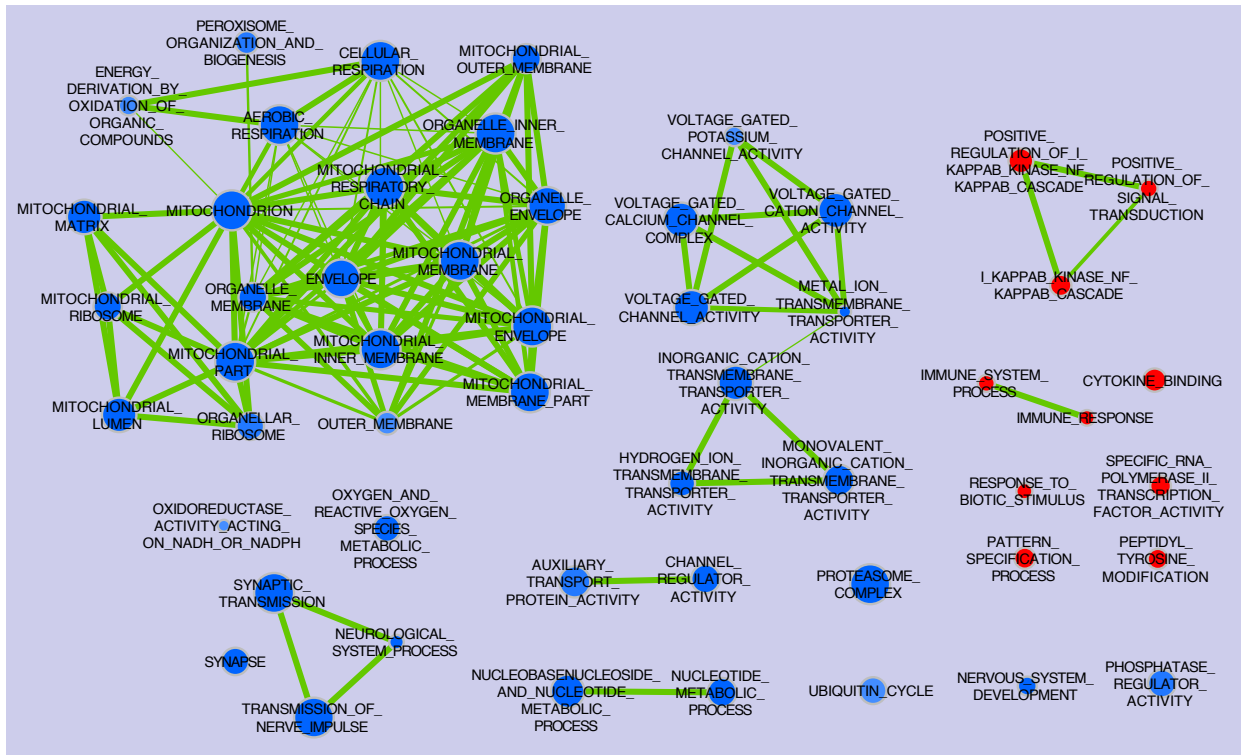 PEROXISOME_
ORGANIZATION_AND_
BIOGENESIS
CELLULAR_
RESPIRATION
MITOCHONDRIAL_
OUTER_MEMBRANE
ENERGY_
DERIVATION_BY_
OXIDATION_OF_
ORGANIC_
COMPOUNDS
AEROBIC_
RESPIRATION
ORGANELLE_INNER_
MEMBRANE
MITOCHONDRIAL_
RESPIRATORY_
CHAIN
ORGANELLE_
ENVELOPE
MITOCHONDRIAL_
MATRIX
MITOCHONDRION
MITOCHONDRIAL_
MEMBRANE
ENVELOPE
ORGANELLE_
MEMBRANE
MITOCHONDRIAL_
RIBOSOME
MITOCHONDRIAL_
ENVELOPE
MITOCHONDRIAL_
INNER_MEMBRANE
MITOCHONDRIAL_
PART
MITOCHONDRIAL_
MEMBRANE_PART
MITOCHONDRIAL_
LUMEN
ORGANELLAR_
RIBOSOME
OUTER_MEMBRANE
VOLTAGE_GATED_
POTASSIUM_
CHANNEL_ACTIVITY
VOLTAGE_GATED_
CALCIUM_CHANNEL_
COMPLEX
VOLTAGE_GATED_
CATION_CHANNEL_
ACTIVITY
VOLTAGE_GATED_
CHANNEL_ACTIVITY
METAL_ION_
TRANSMEMBRANE_
TRANSPORTER_
ACTIVITY
INORGANIC_CATION_
TRANSMEMBRANE_
TRANSPORTER_
ACTIVITY
HYDROGEN_ION_
TRANSMEMBRANE_
TRANSPORTER_
ACTIVITY
MONOVALENT_
INORGANIC_CATION_
TRANSMEMBRANE_
TRANSPORTER_
ACTIVITY
POSITIVE_
REGULATION_OF_I_
KAPPAB_KINASE_NF_
KAPPAB_CASCADE
POSITIVE_
REGULATION_OF_
SIGNAL_
TRANSDUCTION
I_KAPPAB_KINASE_NF_
KAPPAB_CASCADE
IMMUNE_SYSTEM_
PROCESS
CYTOKINE_BINDING
IMMUNE_RESPONSE
RESPONSE_TO_
BIOTIC_STIMULUS
SPECIFIC_RNA_
POLYMERASE_II_
TRANSCRIPTION_
FACTOR_ACTIVITY
PATTERN_
SPECIFICATION_
PROCESS
PEPTIDYL_
TYROSINE_
MODIFICATION
OXIDOREDUCTASE_
ACTIVITY_ACTING_
ON_NADH_OR_NADPH
OXYGEN_AND_
REACTIVE_OXYGEN_
SPECIES_
METABOLIC_
PROCESS
SYNAPTIC_
TRANSMISSION
NEUROLOGICAL_
SYSTEM_PROCESS
SYNAPSE
TRANSMISSION_OF_
NERVE_IMPULSE
AUXILIARY_
TRANSPORT_
PROTEIN_ACTIVITY
CHANNEL_
REGULATOR_
ACTIVITY
PROTEASOME_
COMPLEX
NUCLEOBASENUCLEOSIDE_
AND_NUCLEOTIDE_
METABOLIC_
PROCESS
NUCLEOTIDE_
METABOLIC_
PROCESS
UBIQUITIN_CYCLE
NERVOUS_SYSTEM_
DEVELOPMENT
PHOSPHATASE_
REGULATOR_
ACTIVITY